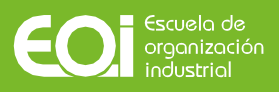 eoi
Escuela de
organización
industrial